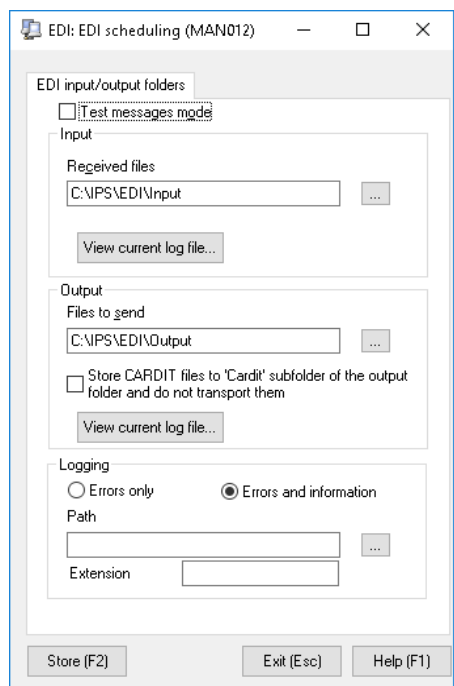 EDI: EDI scheduling (MAN012)
EDI input/output folders
Test messages mode
Input
Received files
C:\IPS\EDI\Input
...
View current log file...
Output
Files to send
C:\IPS\EDI\Output
...
Store CARDIT files to 'Cardit' subfolder of the output
folder and do not transport them
View current log file...
Logging
Errors only
Errors and information
Path
...
Extension
Store (F2)
Exit (Esc)
Help (F1)